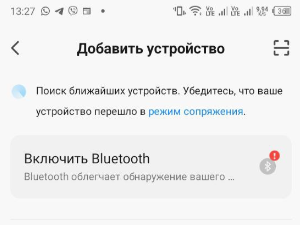 13:27
Добавить устройство
Поиск ближайших устройств. Убедитесь, что ваше
устройство перешло в режим сопряжения.
Включить Bluetooth
Bluetooth облегчает обнаружение вашего ...